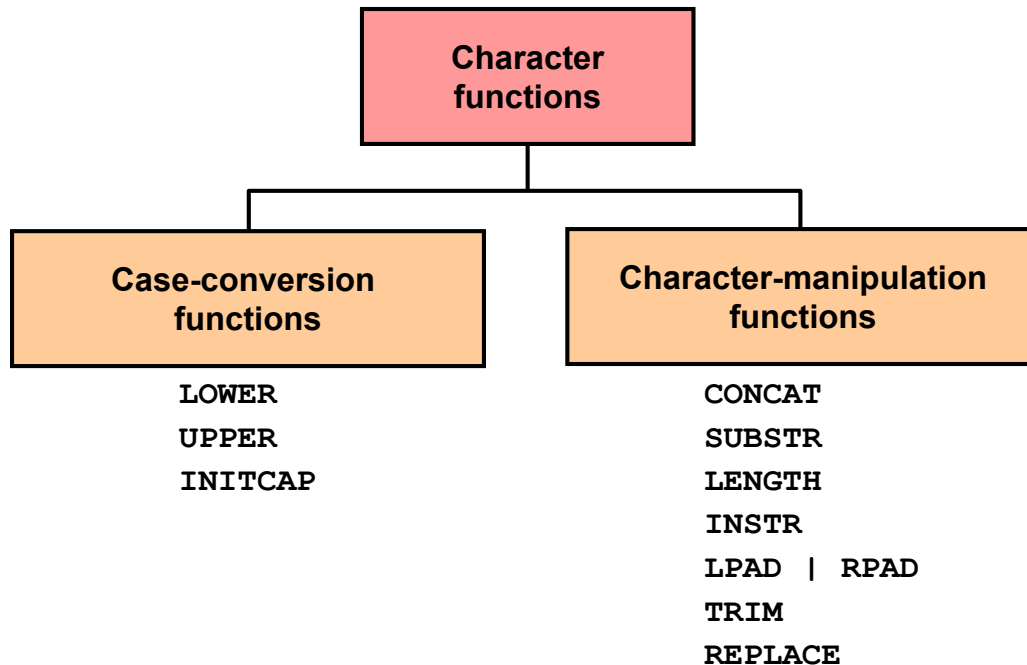 Character
functions
Case-conversion
functions
Character-manipulation
functions
LOWER
UPPER
INITCAP
CONCAT
SUBSTR
LENGTH
INSTR
LPAD | RPAD
TRIM
REPLACE